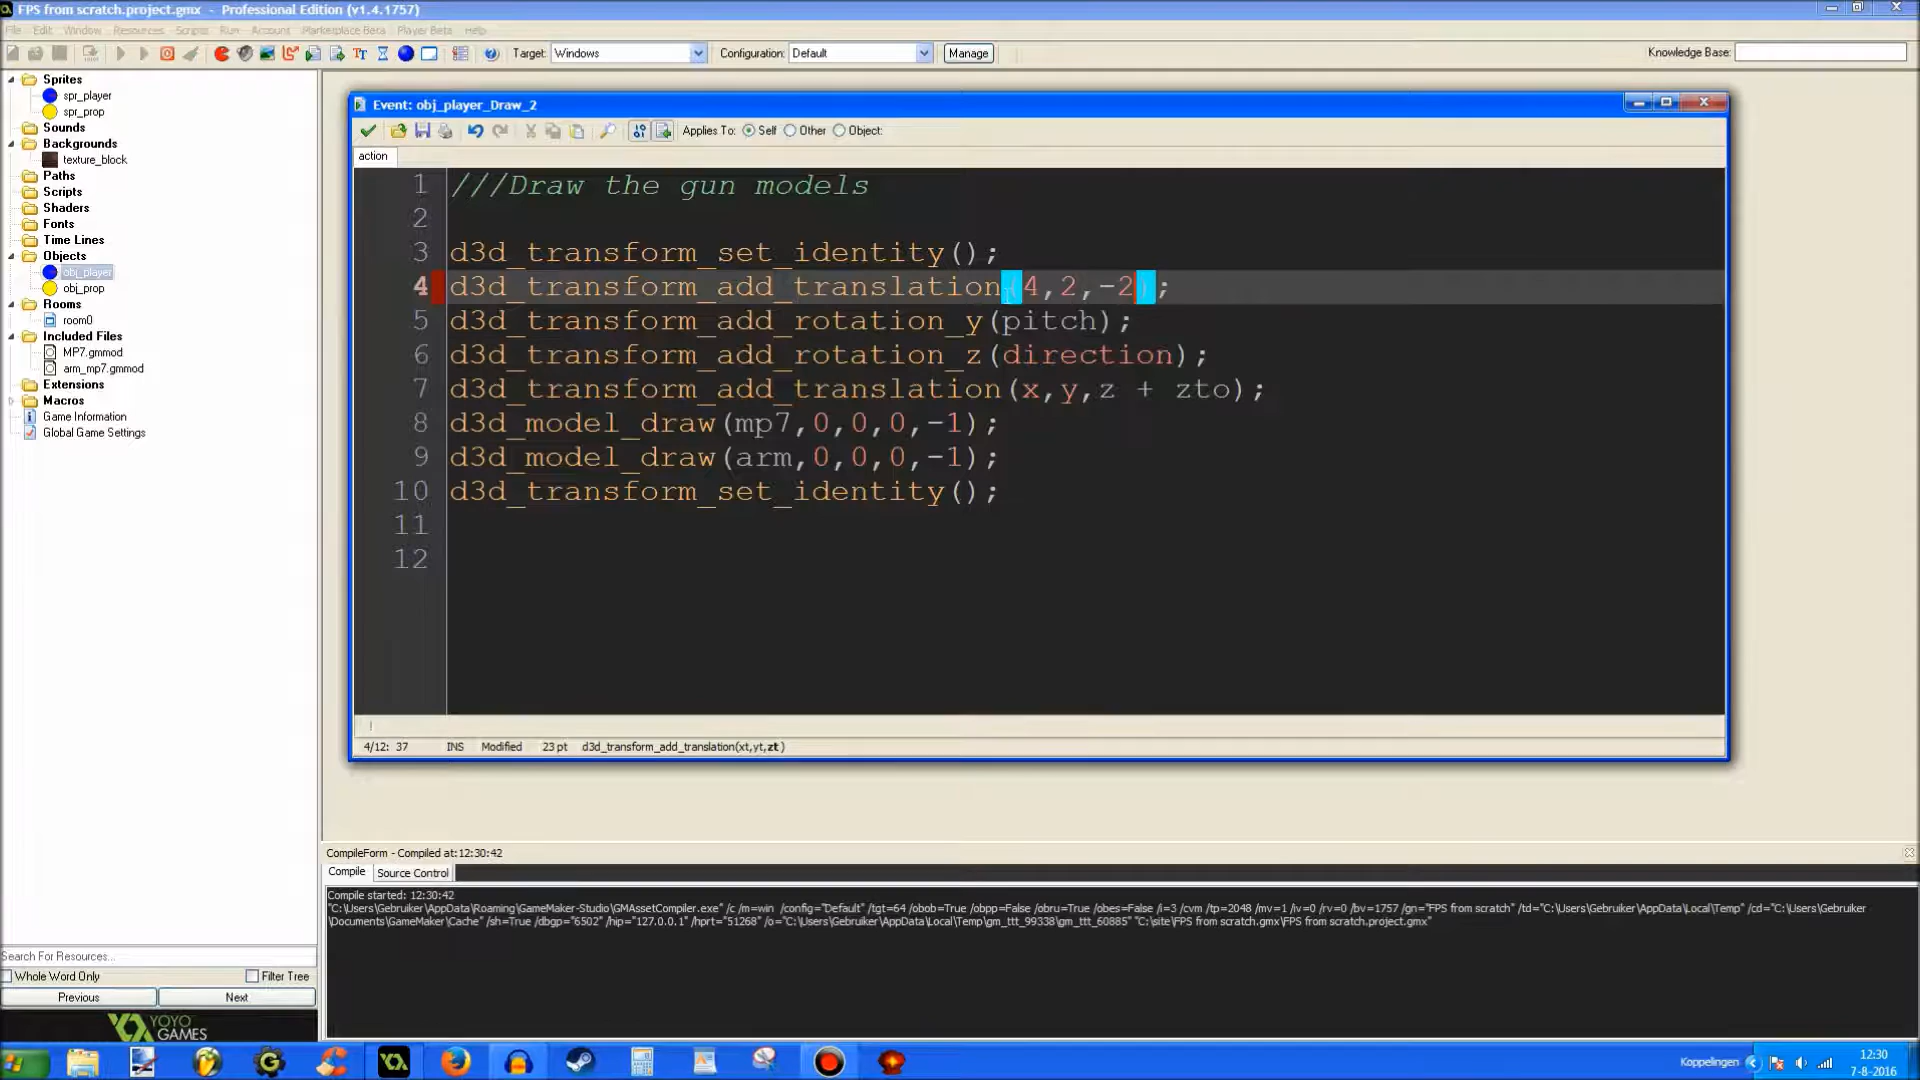 FPS from scratch.project.gmx - Professional Edition (v1.4.1757)
File Edit Window Resources Scripts Run Account Marketplace Beta Player Beta Help
Target: Windows Configuration: Default Manage Knowledge Base:
Sprites
spr_player
spr_prop
Sounds
Backgrounds
texture_block
Paths
Scripts
Shaders
Fonts
Time Lines
Objects
obj_player
obj_prop
Rooms
room0
Included Files
MP7.gmmod
arm_mp7.gmmod
Extensions
Macros
Game Information
Global Game Settings
Event: obj_player_Draw_2
Applies To: Self Other Object:
action
1 ///Draw the gun models
2
3 d3d_transform_set_identity();
4 d3d_transform_add_translation(4,2,-2);
5 d3d_transform_add_rotation_y(pitch);
6 d3d_transform_add_rotation_z(direction);
7 d3d_transform_add_translation(x,y,z + zto);
8 d3d_model_draw(mp7,0,0,0,-1);
9 d3d_model_draw(arm,0,0,0,-1);
10 d3d_transform_set_identity();
11
12
4/12: 37 INS Modified 23 pt d3d_transform_add_translation(xt,yt,zt )
CompileForm - Compiled at:12:30:42
Compile Source Control
Compile started: 12:30:42
"C:\Users\Gebruiker\AppData\Roaming\GameMaker-Studio\GMAssetCompiler.exe" /c /m=win /config="Default" /tgt=64 /obob=True /obpp=False /obru=True /obes=False /i=3 /cvm /tp=2048 /mv=1 /iv=0 /rv=0 /bv=1757 /gn="FPS from scratch" /td="C:\Users\Gebruiker\AppData\Local\Temp" /cd="C:\Users\Gebruiker
\Documents\GameMaker\Cache" /sh=True /dbgp="6502" /hip="127.0.0.1" /hprt="51268" /o="C:\Users\Gebruiker\AppData\Local\Temp\gm_ttt_99338\gm_ttt_60885" "C:\site\FPS from scratch.gmx\FPS from scratch.project.gmx"
Search For Resources...
Whole Word Only Filter Tree
Previous Next
YOYO
GAMES
Koppelingen 12:30
7-8-2016